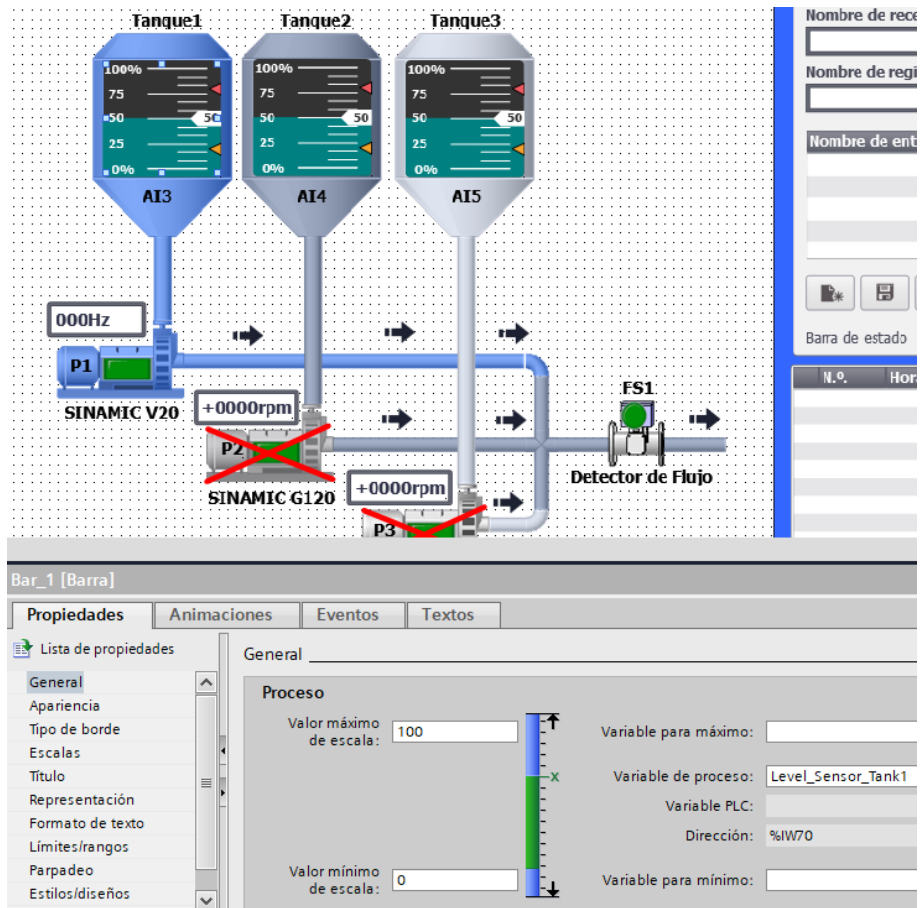 Tanque1
Tanque2
Tanque3
100%
75
50
25
0%
50
AI3
100%
75
50
25
0%
50
AI4
100%
75
50
25
0%
50
AI5
000Hz
P1
SINAMIC V20
+0000rpm
P2
SINAMIC G120
+0000rpm
P3
FS1
Detector de Flujo
Nombre de rece
Nombre de regi
Nombre de ent
Barra de estado
N.º. Hora
Bar_1 [Barra]
Propiedades Animaciones Eventos Textos
Lista de propiedades
General
Apariencia
Tipo de borde
Escalas
Título
Representación
Formato de texto
Límites/rangos
Parpadeo
Estilos/diseños
General
Proceso
Valor máximo
de escala: 100
Variable para máximo:
x
Variable de processo: Level_Sensor_Tank1
Variable PLC:
Dirección: %IW70
Valor mínimo
de escala: 0
Variable para mínimo: